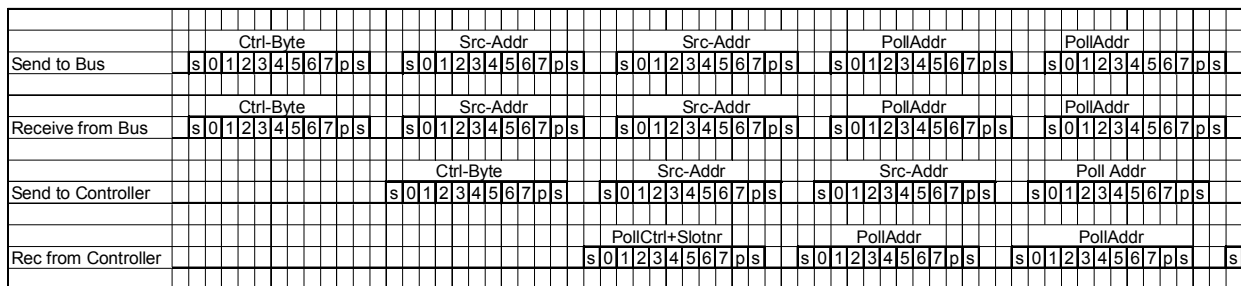 Ctrl-Byte Src-Addr Src-Addr PollAddr PollAddr
Send to Bus s 0 1 2 3 4 5 6 7 p s s 0 1 2 3 4 5 6 7 p s s 0 1 2 3 4 5 6 7 p s s 0 1 2 3 4 5 6 7 p s s 0 1 2 3 4 5 6 7 p s
Ctrl-Byte Src-Addr Src-Addr PollAddr PollAddr
Receive from Bus s 0 1 2 3 4 5 6 7 p s s 0 1 2 3 4 5 6 7 p s s 0 1 2 3 4 5 6 7 p s s 0 1 2 3 4 5 6 7 p s s 0 1 2 3 4 5 6 7 p s
Ctrl-Byte Src-Addr Src-Addr Poll Addr
Send to Controller s 0 1 2 3 4 5 6 7 p s s 0 1 2 3 4 5 6 7 p s s 0 1 2 3 4 5 6 7 p s s 0 1 2 3 4 5 6 7 p s
PollCtrl+Slotnr PollAddr PollAddr
Rec from Controller s 0 1 2 3 4 5 6 7 p s s 0 1 2 3 4 5 6 7 p s s 0 1 2 3 4 5 6 7 p s s